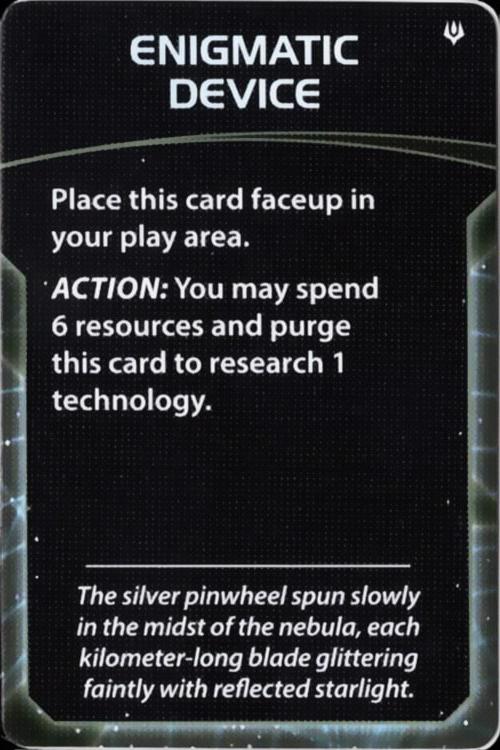 ENIGMATIC
DEVICE
Place this card faceup in
your play area.
ACTION: You may spend
6 resources and purge
this card to research 1
technology.
The silver pinwheel spun slowly
in the midst of the nebula, each
kilometer-long blade glittering
faintly with reflected starlight.